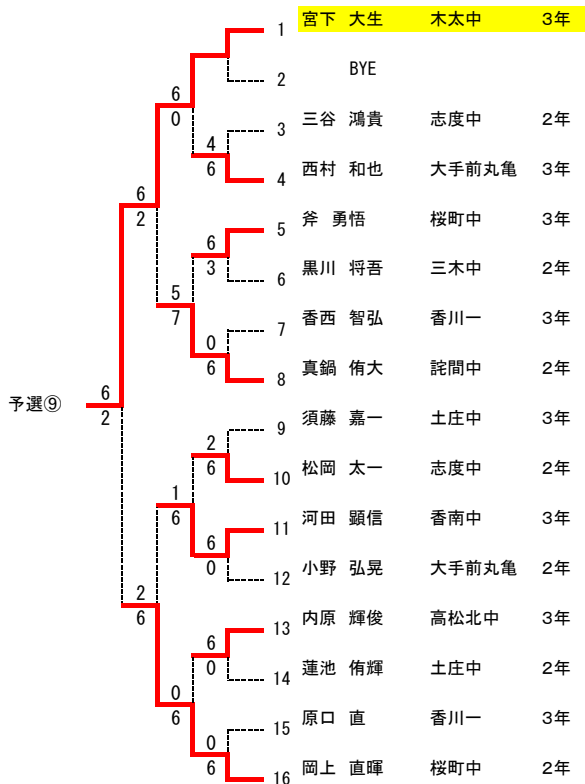 1 宮下 大生 木太中 3年
2 BYE
6
0
3 三谷 鴻貴 志度中 2年
4
6
4 西村 和也 大手前丸亀 3年
6
2
5 斧 勇悟 桜町中 3年
6
3
6 黒川 将吾 三木中 2年
5
7
7 香西 智弘 香川一 3年
0
6
8 真鍋 侑大 詫間中 2年
予選⑨
6
2
9 須藤 嘉一 土庄中 3年
2
6
10 松岡 太一 志度中 2年
1
6
11 河田 顕信 香南中 3年
6
0
12 小野 弘晃 大手前丸亀 2年
2
6
13 内原 輝俊 高松北中 3年
6
0
14 蓮池 侑輝 土庄中 2年
0
6
15 原口 直 香川一 3年
0
6
16 岡上 直暉 桜町中 2年